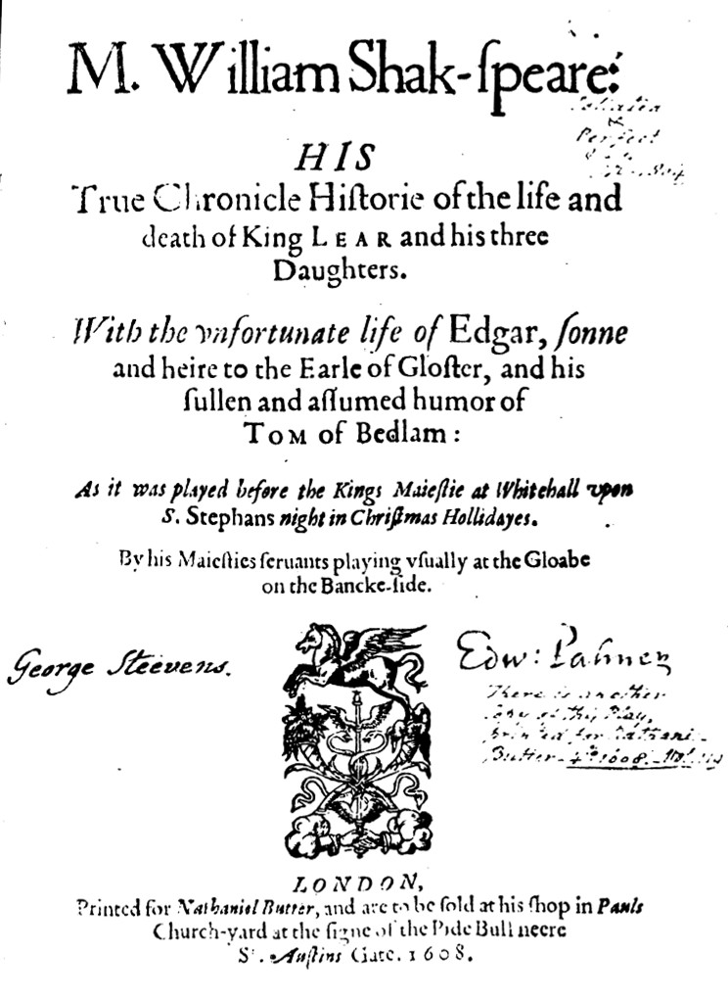 M. William Shak-ſpeare:
HIS
True Chronicle Hiſtorie of the life and
death of King LEAR and his three
Daughters.
With the vnfortunate life of Edgar, ſonne
and heire to the Earle of Gloſter, and his
ſullen and aſſumed humor of
TOM of Bedlam:
As it was played before the Kings Maieſtie at Whitehall vpon
S. Stephans night in Chriſtmas Hollidayes.
By his Maieſties ſeruants playing vſually at the Gloabe
on the Bancke-ſide.
Perfect
George Steevens.
Edw:
There is another
Copy of this Play,
printed for
Butter 4to 1608.
LONDON,
Printed for Nathaniel Butter, and are to be ſold at his ſhop in Pauls
Church-yard at the ſigne of the Pide Bull neere
St. Auſtins Gate. 1608.